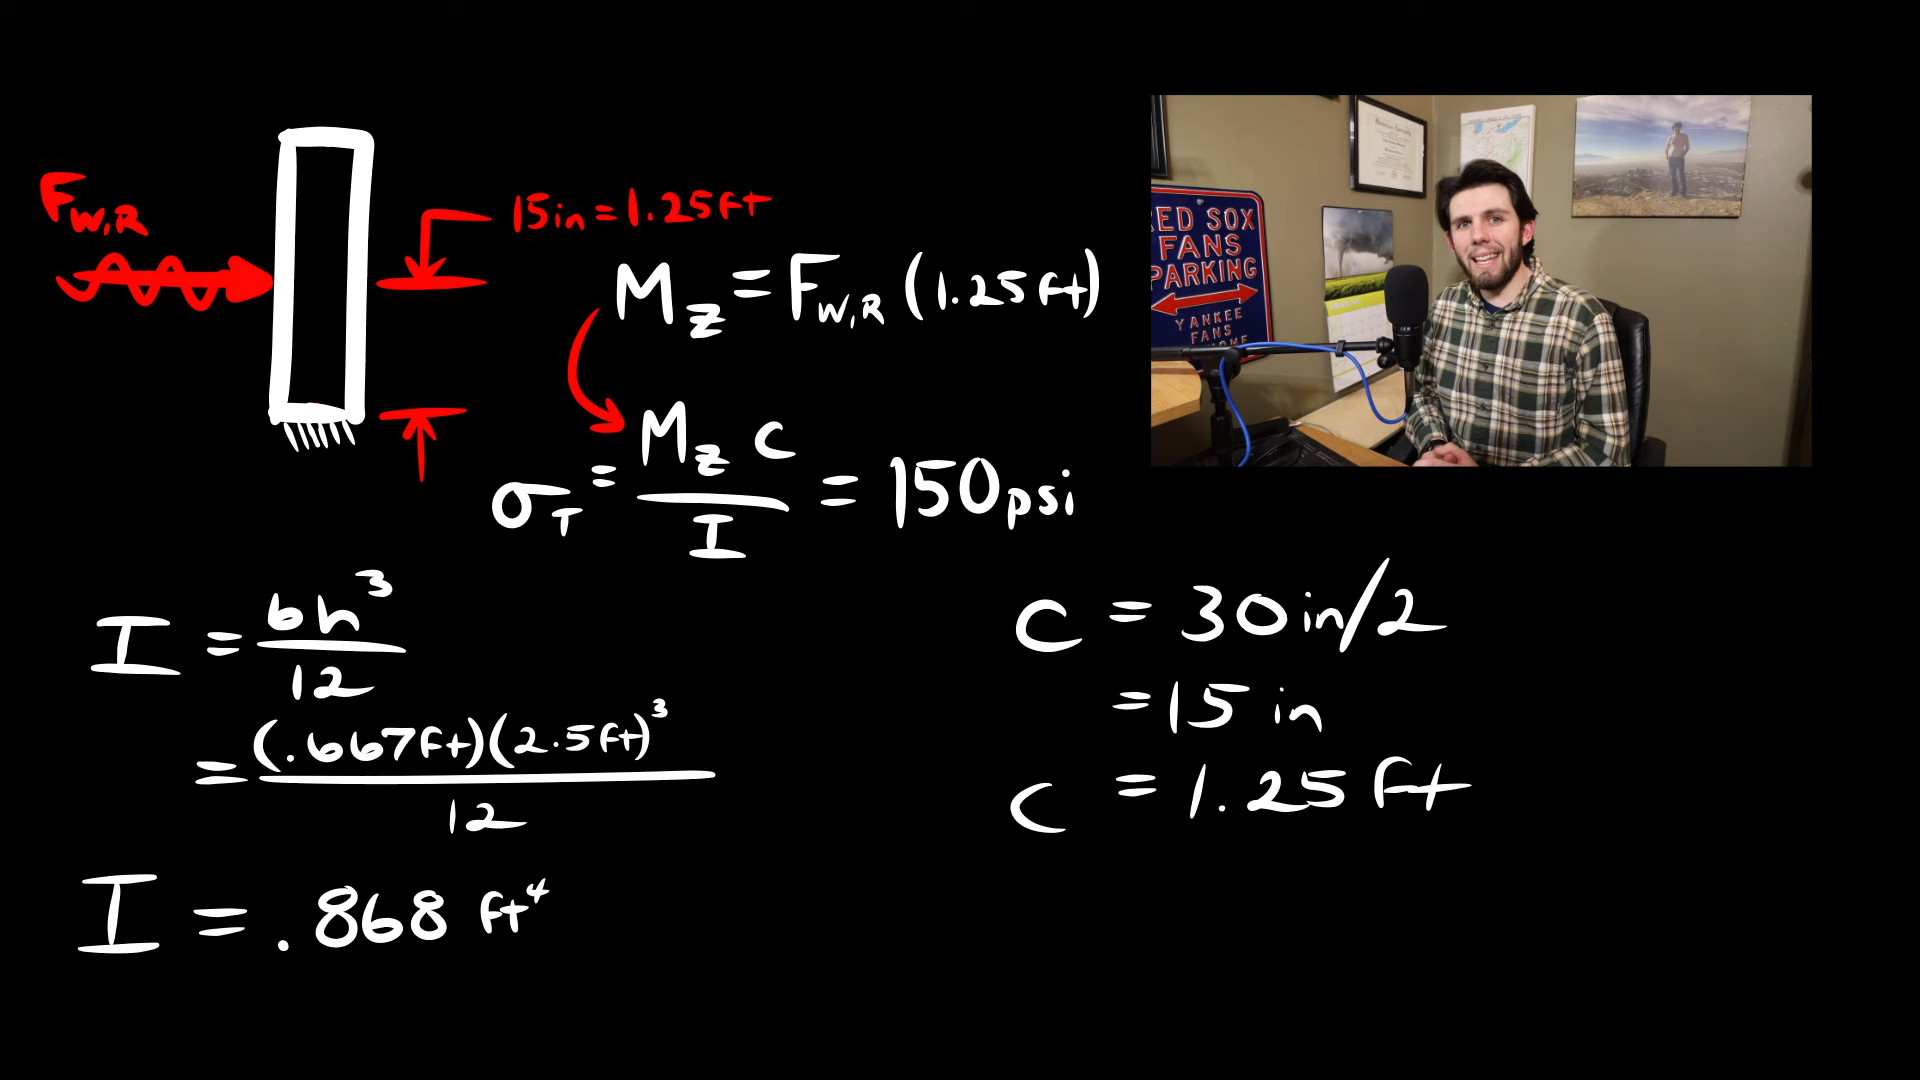 F_W,R
15in = 1.25ft
M_z = F_W,R (1.25ft)
σ_T = M_z c / I = 150psi
I = bh³ / 12
= (.667ft)(2.5ft)³ / 12
I = .868 ft⁴
C = 30in/2
= 15 in
C = 1.25 ft
RED SOX
FANS
PARKING
YANKEE
FANS